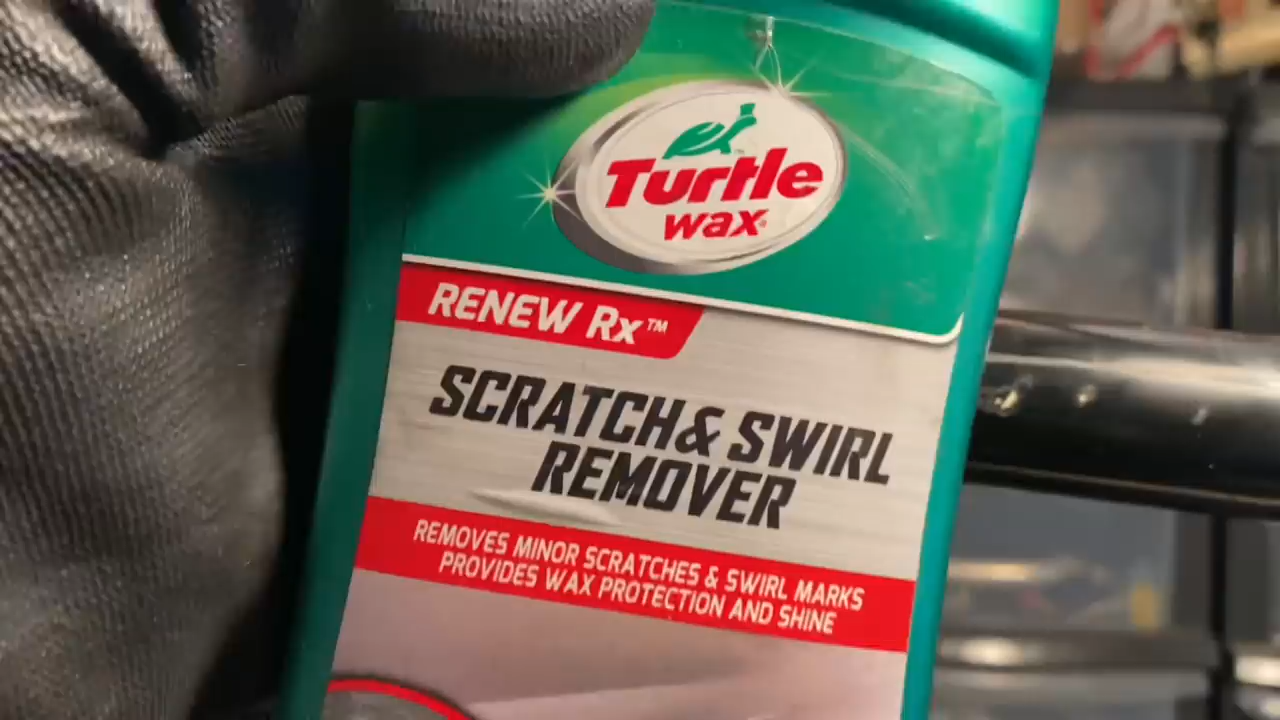 Turtle
wax
RENEW Rx™
SCRATCH & SWIRL
REMOVER
REMOVES MINOR SCRATCHES & SWIRL MARKS
PROVIDES WAX PROTECTION AND SHINE